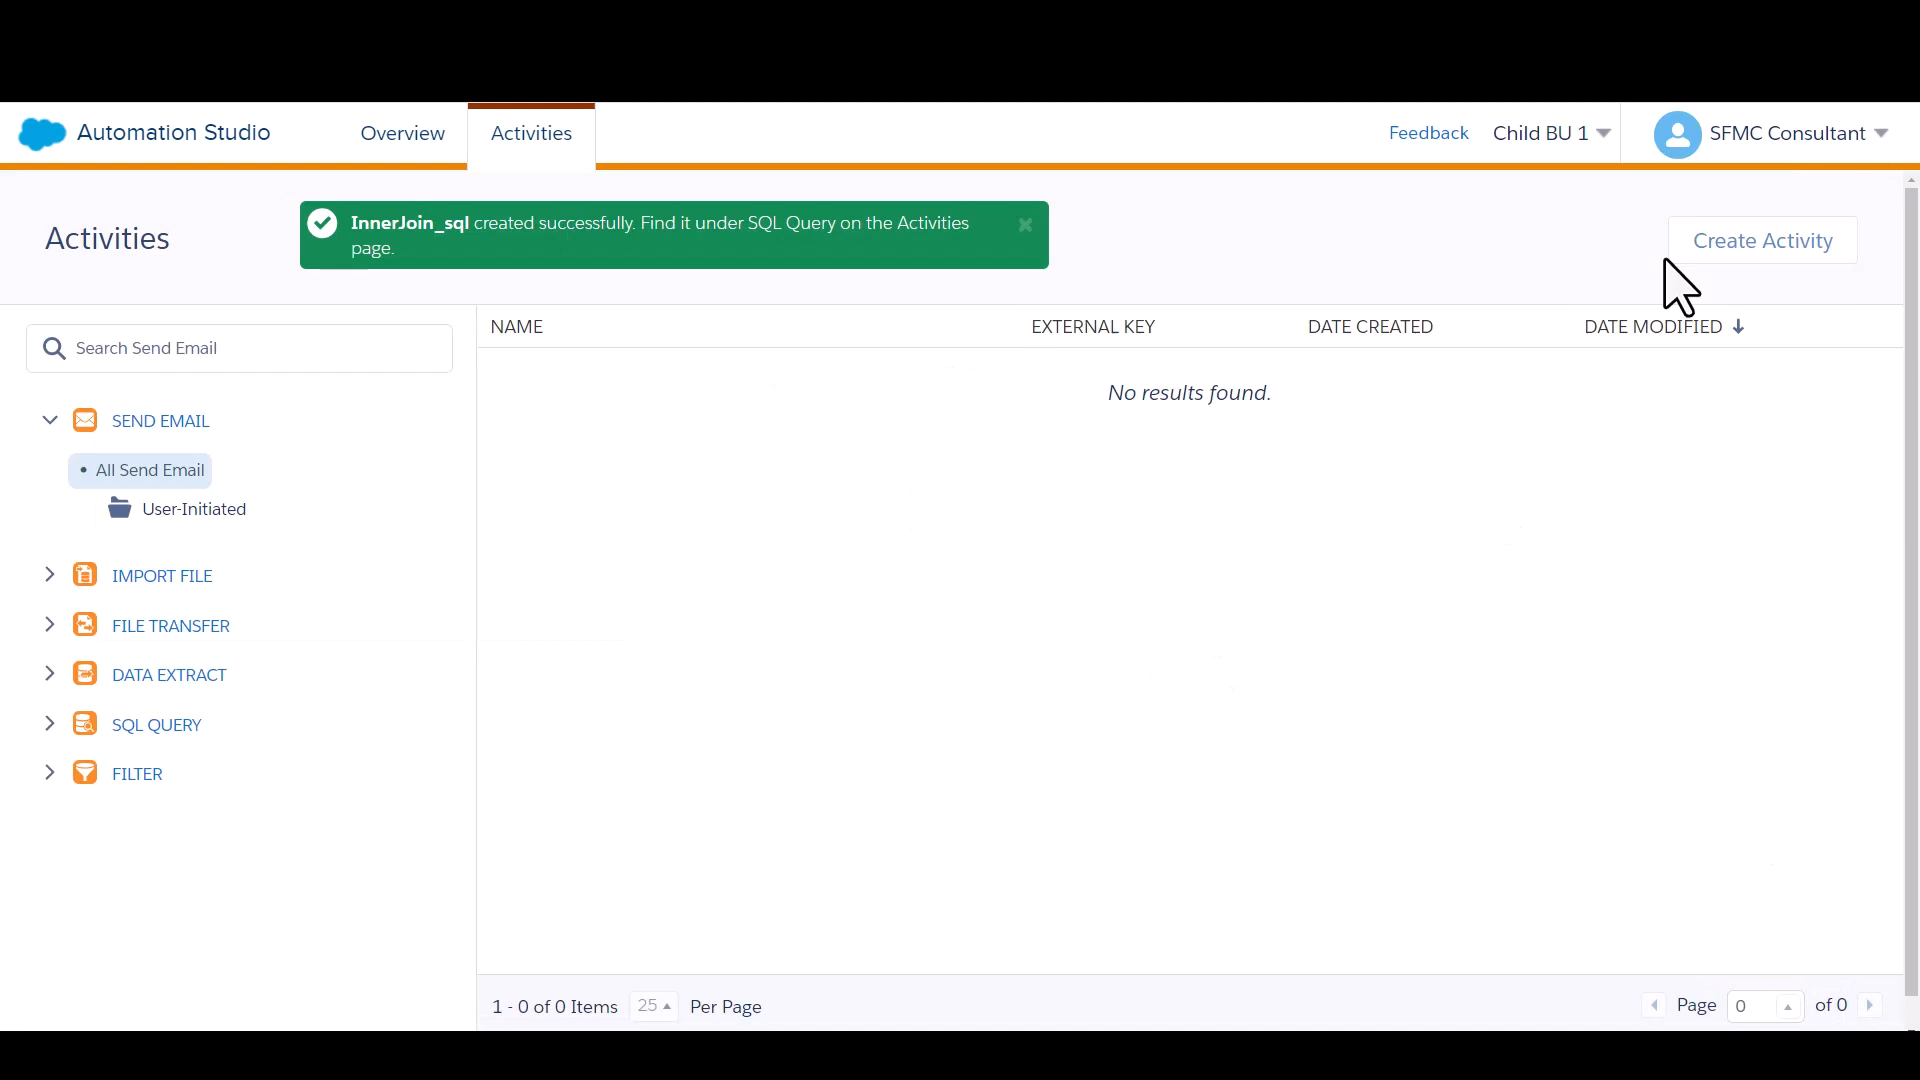 Automation Studio
Overview
Activities
Feedback
Child BU 1
SFMC Consultant
Activities
InnerJoin_sql created successfully. Find it under SQL Query on the Activities
page.
Create Activity
Search Send Email
NAME
EXTERNAL KEY
DATE CREATED
DATE MODIFIED
No results found.
SEND EMAIL
• All Send Email
User-Initiated
IMPORT FILE
FILE TRANSFER
DATA EXTRACT
SQL QUERY
FILTER
1 - 0 of 0 Items
25
Per Page
Page
0
of 0